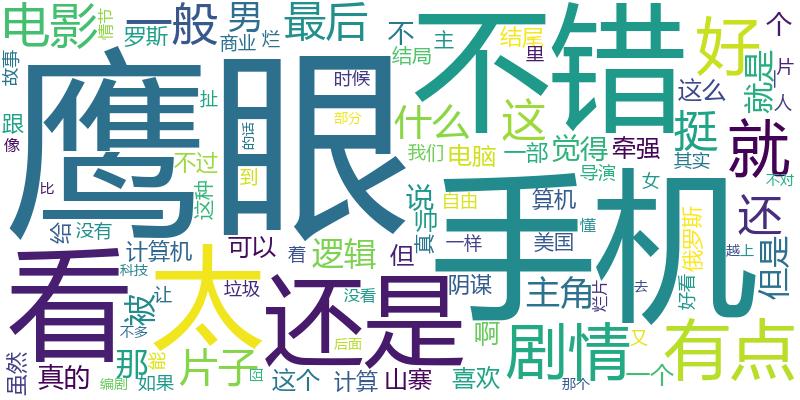 电影
情节
一般
男
最后
不
主
不错
好
个
罗斯
商业
烂
结局
结尾
里
故事
鹰眼
时候
什么
这
这么
就是
片
人
跟
扯
的话
部分
挺
就
像
不过
我们
电脑
一部
觉得
牵强
其实
这种
到
导演
女
不对
比
说
自由
手机
还
给
没有
真
帅
算机
懂
俄罗斯
但是
计算机
可以
着
逻辑
但
一样
美国
越上
看
太
还是
科技
垃圾
没看
阴谋
主角
烂片
去
好看
让
被
不多
后面
啊
剧情
又
有点
虽然
真的
那
能
片子
这个
计算
山寨
喜欢
一个
编剧
如果
那个